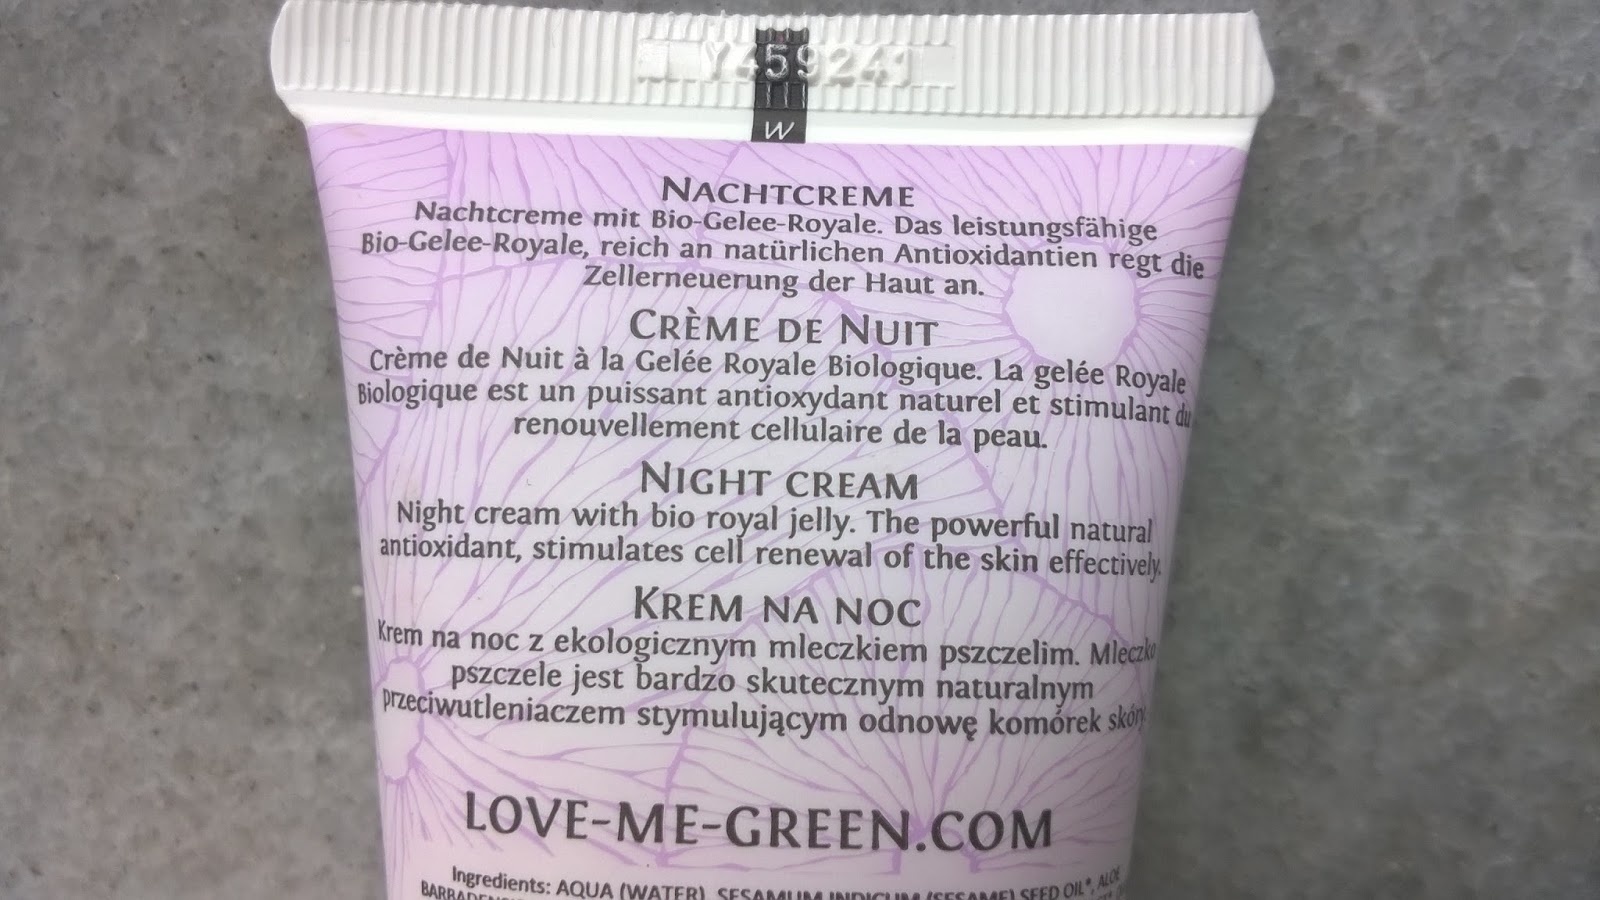 Y459241
W
NACHTCREME
Nachtcreme mit Bio-Gelee-Royale. Das leistungsfähige
Bio-Gelee-Royale, reich an natürlichen Antioxidantien regt die
Zellerneuerung der Haut an.
CRÈME DE NUIT
Crème de Nuit à la Gelée Royale Biologique. La gelée Royale
Biologique est un puissant antioxydant naturel et stimulant du
renouvellement cellulaire de la peau.
NIGHT CREAM
Night cream with bio royal jelly. The powerful natural
antioxidant, stimulates cell renewal of the skin effectively.
KREM NA NOC
Krem na noc z ekologicznym mleczkiem pszczelim. Mleczko
pszczele jest bardzo skutecznym naturalnym
przeciwutleniaczem stymulującym odnowę komórek skóry
LOVE-ME-GREEN.COM
Ingredients: AQUA (WATER), SESAMUM INDICUM (SESAME) SEED OIL*, ALOE